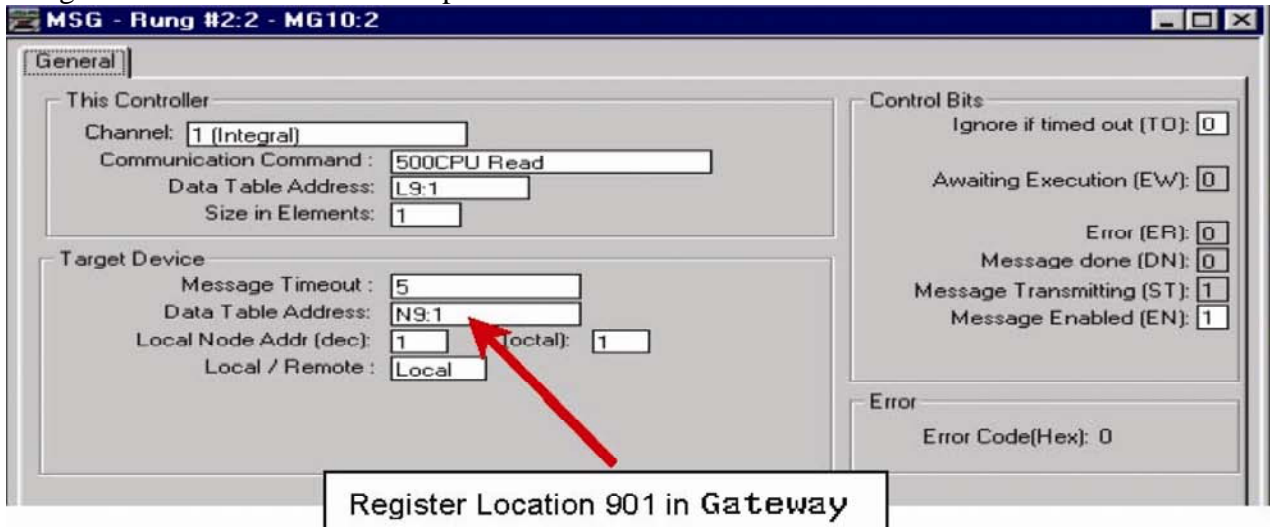 MSG - Rung #2:2 - MG10:2
General
This Controller
Channel: 1 (Integral)
Communication Command : 500CPU Read
Data Table Address: L9:1
Size in Elements: 1
Target Device
Message Timeout : 5
Data Table Address: N9:1
Local Node Addr (dec): 1 (octal): 1
Local / Remote : Local
Control Bits
Ignore if timed out (TO): 0
Awaiting Execution (EW): 0
Error (ER): 0
Message done (DN): 0
Message Transmitting (ST): 1
Message Enabled (EN): 1
Error
Error Code(Hex): 0
Register Location 901 in Gateway